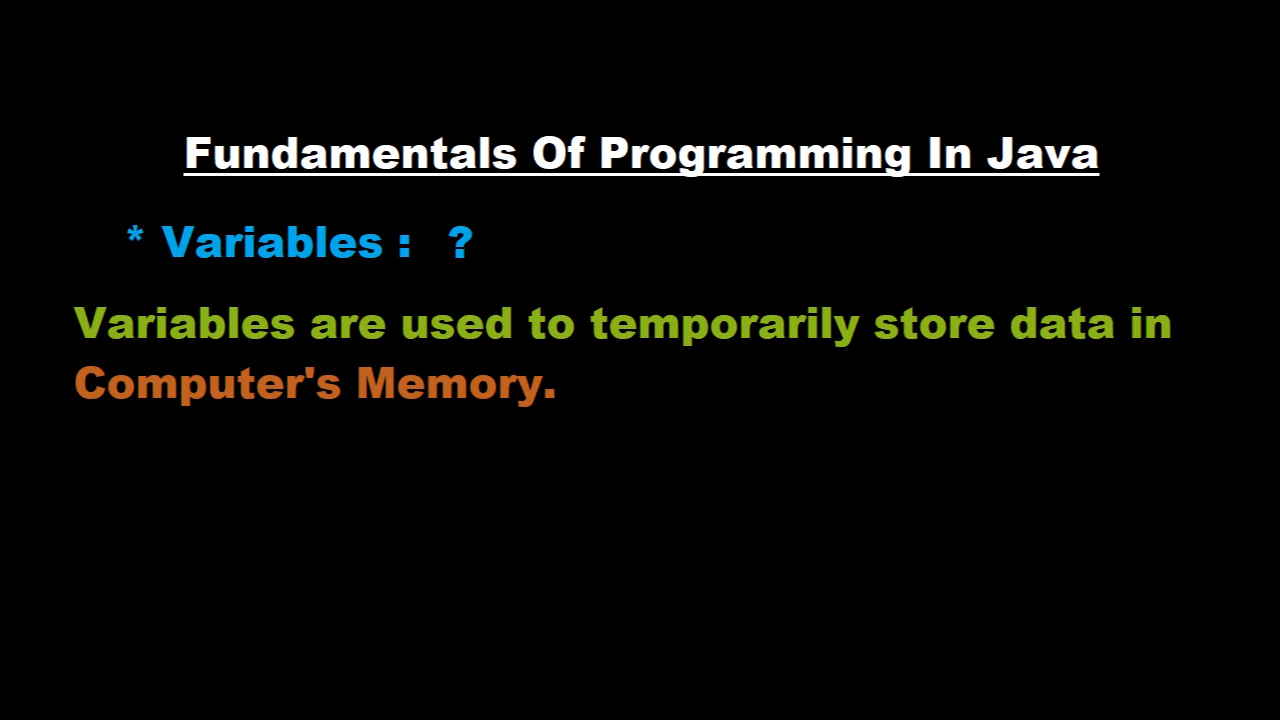 Fundamentals Of Programming In Java
* Variables : ?
Variables are used to temporarily store data in
Computer's Memory.